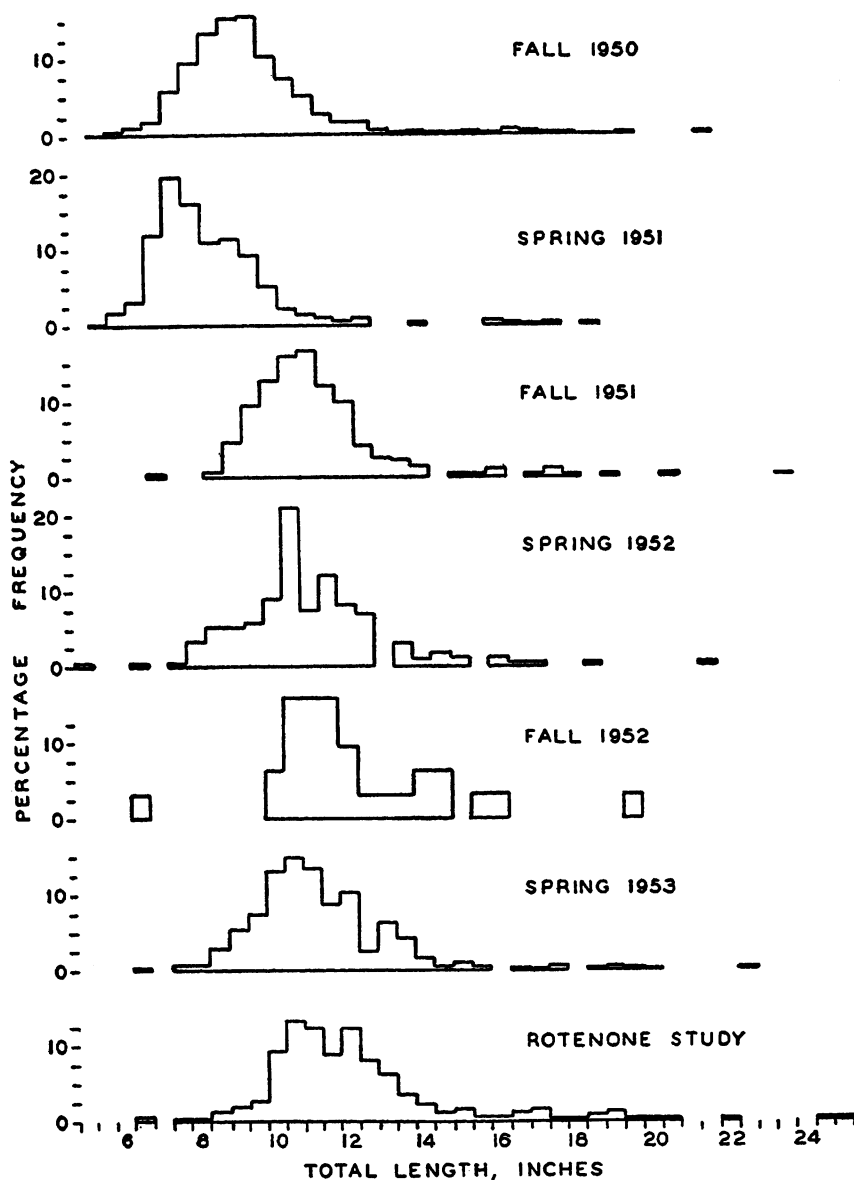 FALL 1950
10
0
SPRING 1951
20
10
0
FALL 1951
10
0
SPRING 1952
20
10
0
FALL 1952
10
0
SPRING 1953
10
0
ROTENONE STUDY
10
0
PERCENTAGE FREQUENCY
6 8 10 12 14 16 18 20 22 24
TOTAL LENGTH, INCHES